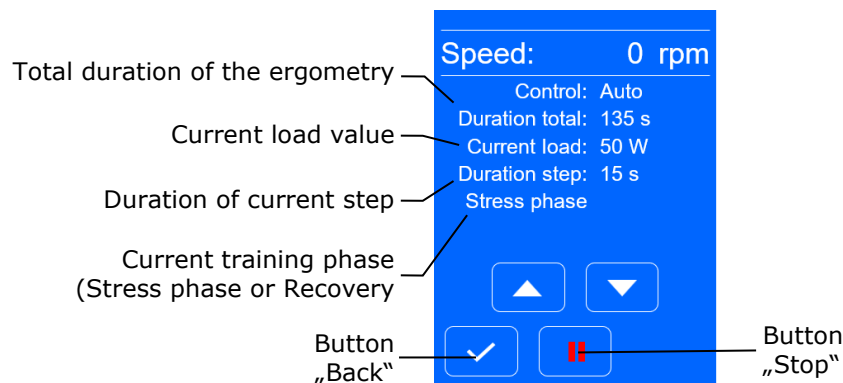 Speed: 0 rpm
Total duration of the ergometry
Control: Auto
Duration total: 135 s
Current load value
Current load: 50 W
Duration step: 15 s
Duration of current step
Stress phase
Current training phase
(Stress phase or Recovery
Button
„Back“
Button
„Stop“